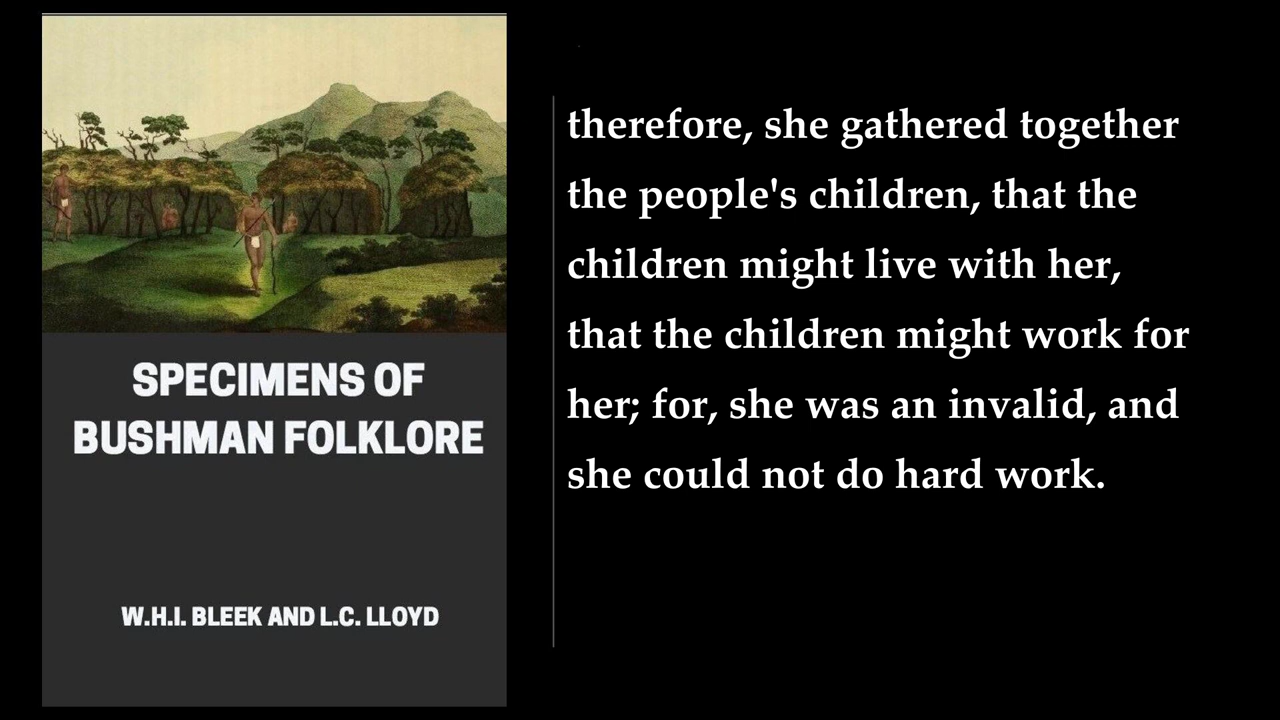 SPECIMENS OF
BUSHMAN FOLKLORE
W.H.I. BLEEK AND L.C. LLOYD
therefore, she gathered together
the people's children, that the
children might live with her,
that the children might work for
her; for, she was an invalid, and
she could not do hard work.